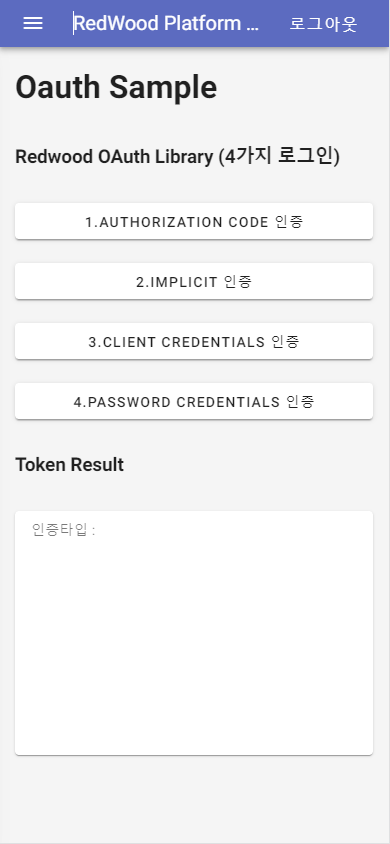 RedWood Platform ...
로그아웃
Oauth Sample
Redwood OAuth Library (4가지 로그인)
1.AUTHORIZATION CODE 인증
2.IMPLICIT 인증
3.CLIENT CREDENTIALS 인증
4.PASSWORD CREDENTIALS 인증
Token Result
인증타입 :